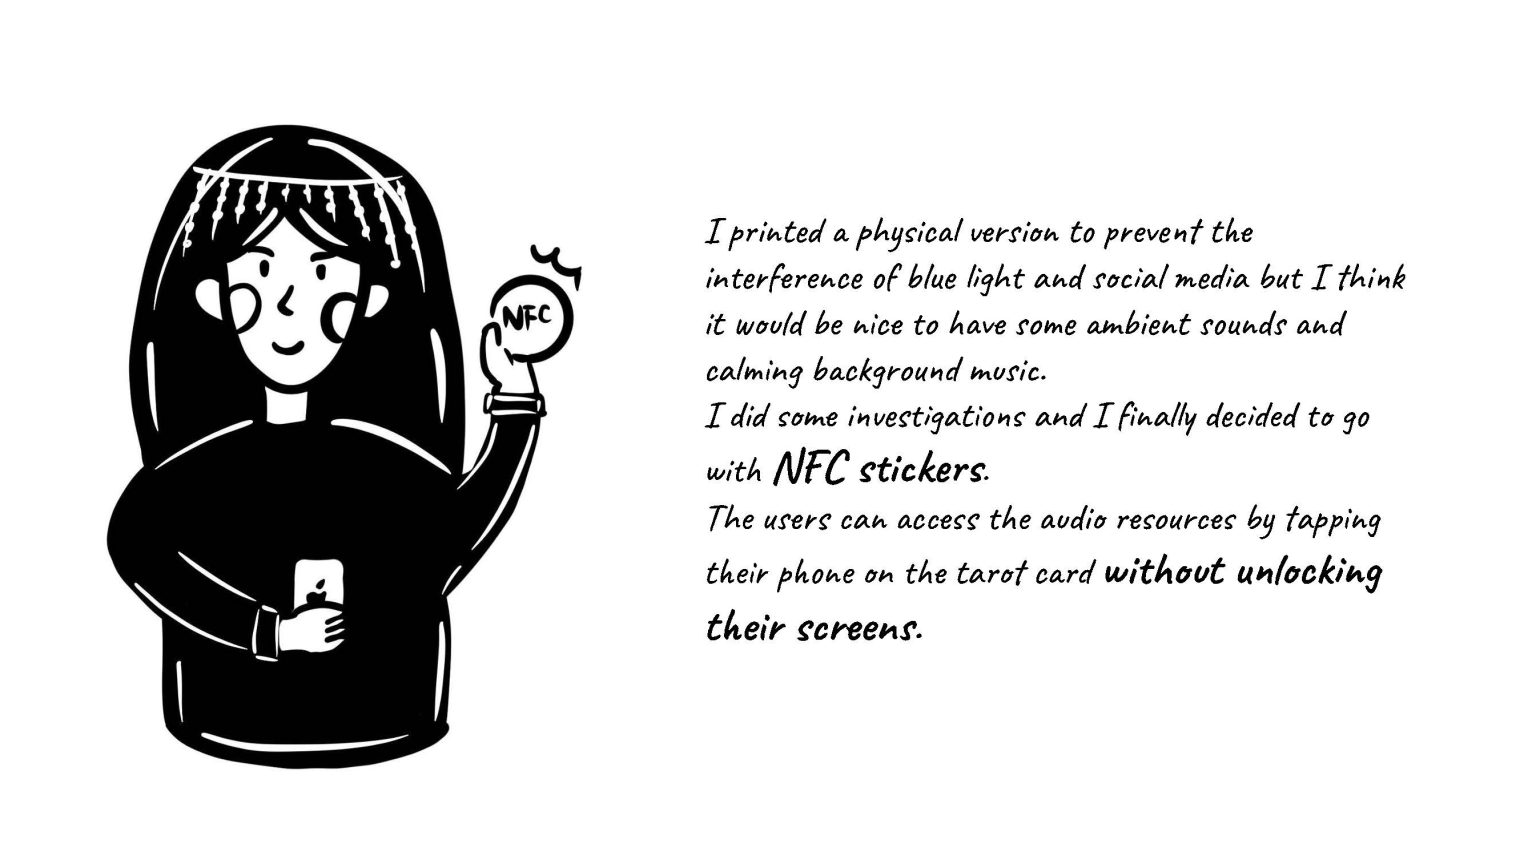 NFC
I printed a physical version to prevent the
interference of blue light and social media but I think
it would be nice to have some ambient sounds and
calming background music.
I did some investigations and I finally decided to go
with NFC stickers.
The users can access the audio resources by tapping
their phone on the tarot card without unlocking
their screens.